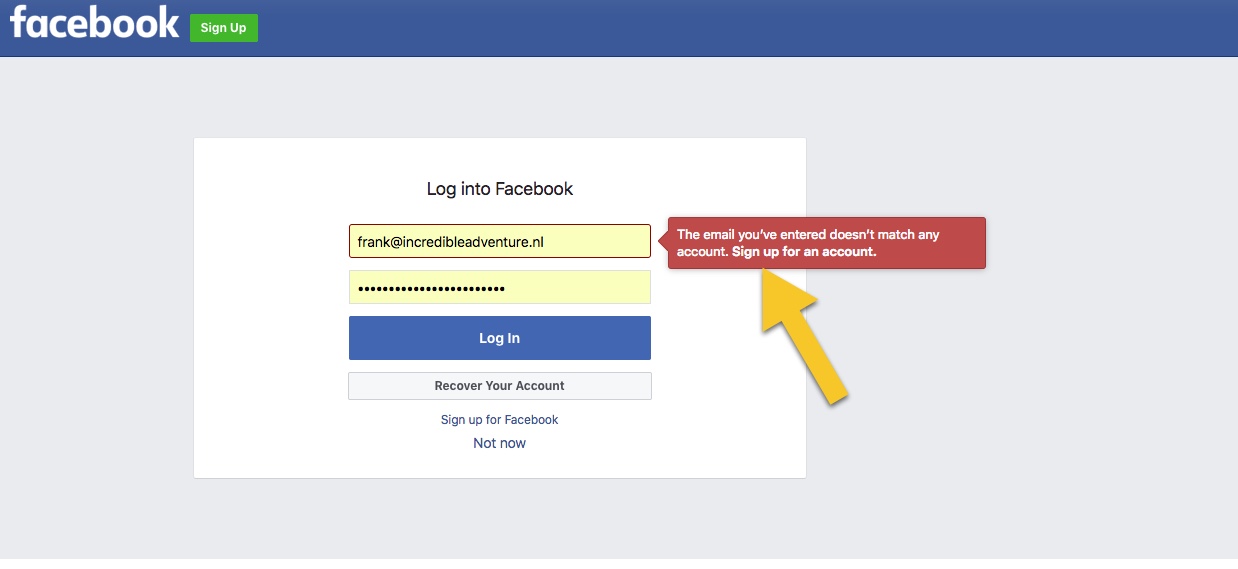 facebook
Sign Up
Log into Facebook
frank@incredibleadventure.nl
The email you've entered doesn't match any
account. Sign up for an account.
••••••••••••••••••••••••
Log In
Recover Your Account
Sign up for Facebook
Not now